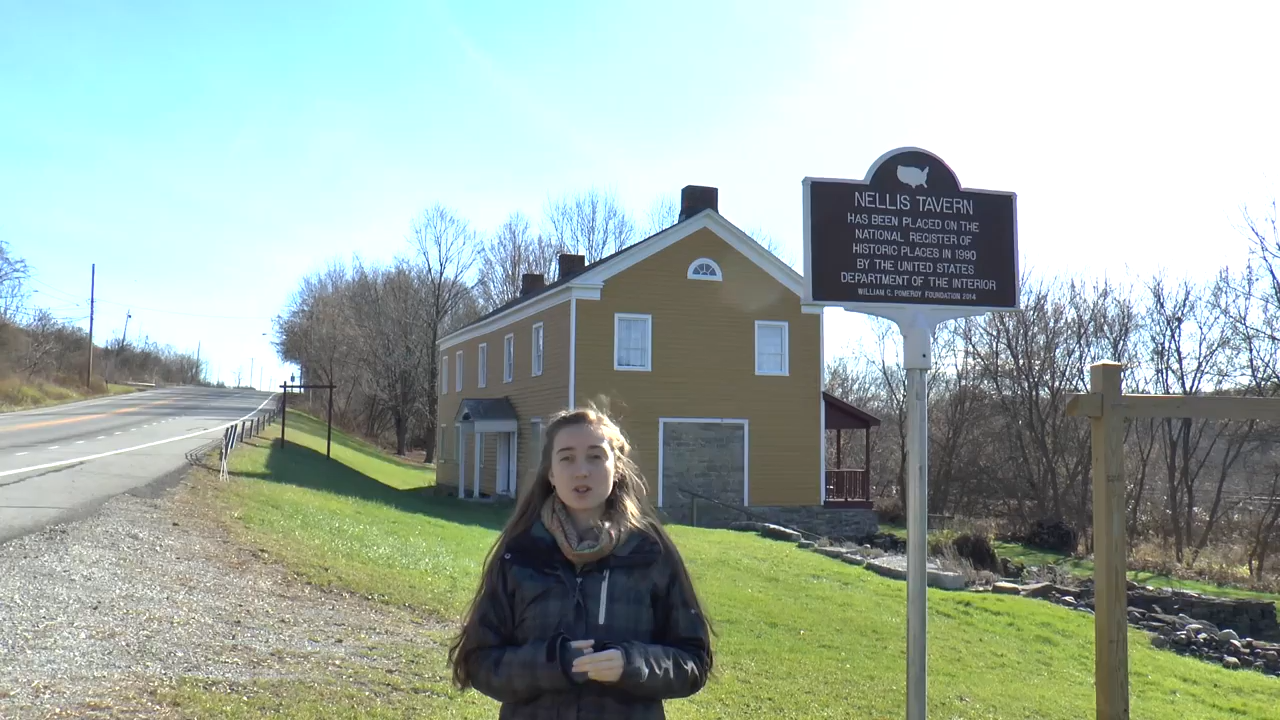 NELLIS TAVERN
HAS BEEN PLACED ON THE
NATIONAL REGISTER OF
HISTORIC PLACES IN 1990
BY THE UNITED STATES
DEPARTMENT OF THE INTERIOR
WILLIAM G. POMEROY FOUNDATION 2014